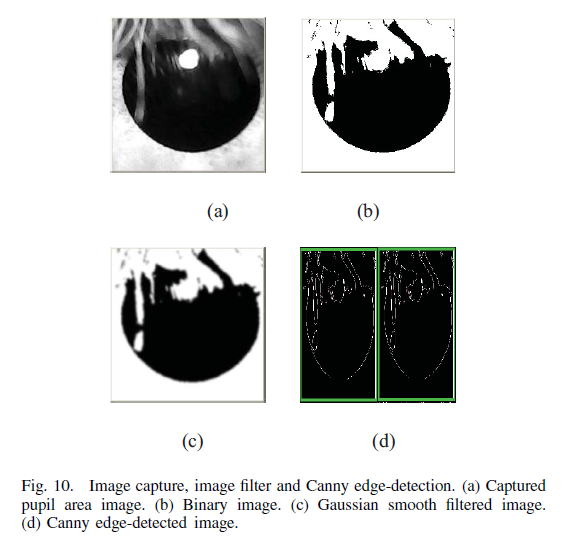 (a)
(b)
(c)
(d)
Fig. 10. Image capture, image filter and Canny edge-detection. (a) Captured
pupil area image. (b) Binary image. (c) Gaussian smooth filtered image.
(d) Canny edge-detected image.